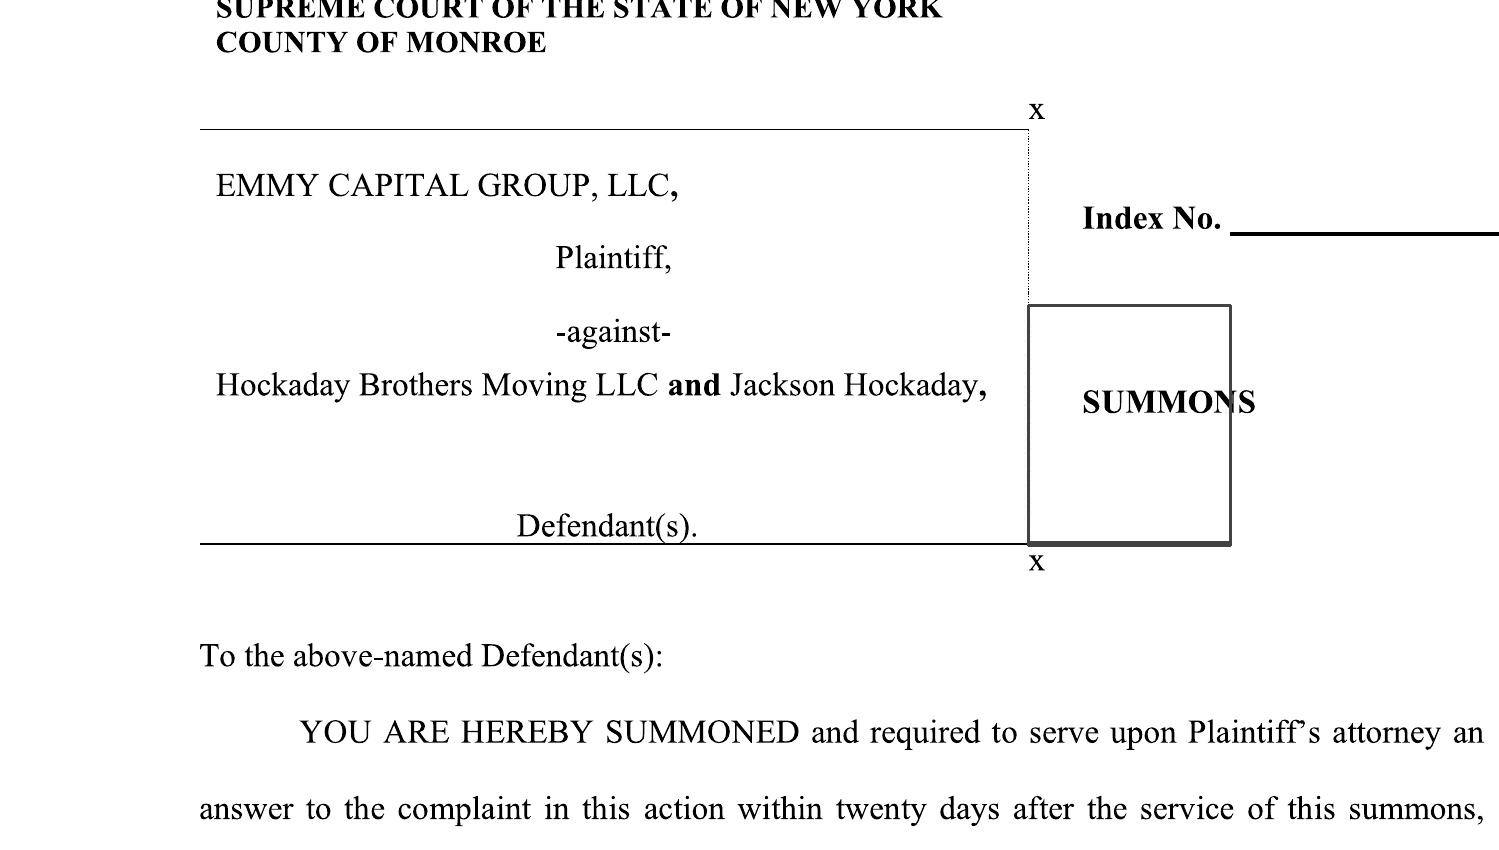 SUPREME COURT OF THE STATE OF NEW YORK
COUNTY OF MONROE
x
EMMY CAPITAL GROUP, LLC,
Index No.
Plaintiff,
-against-
Hockaday Brothers Moving LLC and Jackson Hockaday,
SUMMONS
Defendant(s).
x
To the above-named Defendant(s):
YOU ARE HEREBY SUMMONED and required to serve upon Plaintiff’s attorney an
answer to the complaint in this action within twenty days after the service of this summons,